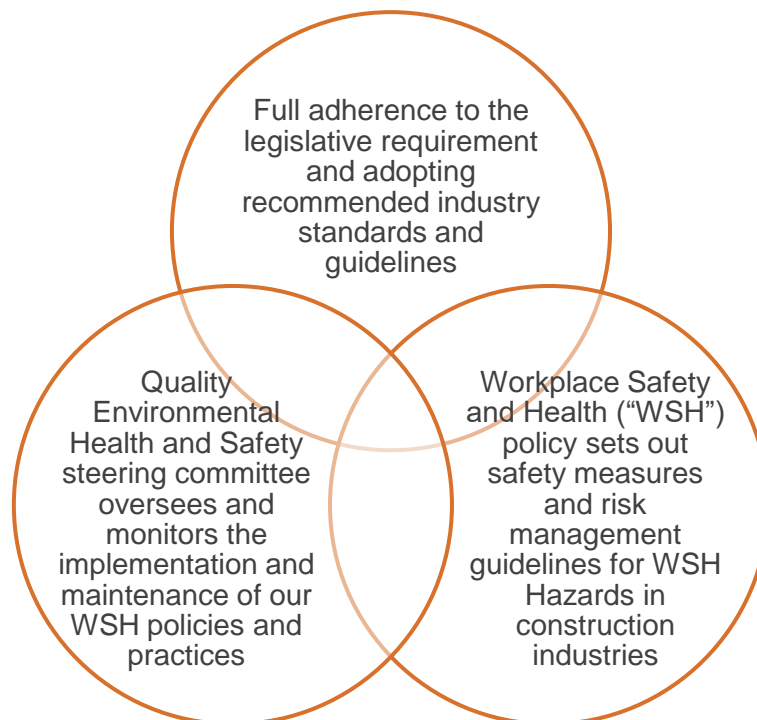 Full adherence to the
legislative requirement
and adopting
recommended industry
standards and
guidelines
Quality
Environmental
Health and Safety
steering committee
oversees and
monitors the
implementation and
maintenance of our
WSH policies and
practices
Workplace Safety
and Health (“WSH”)
policy sets out
safety measures
and risk
management
guidelines for WSH
Hazards in
construction
industries